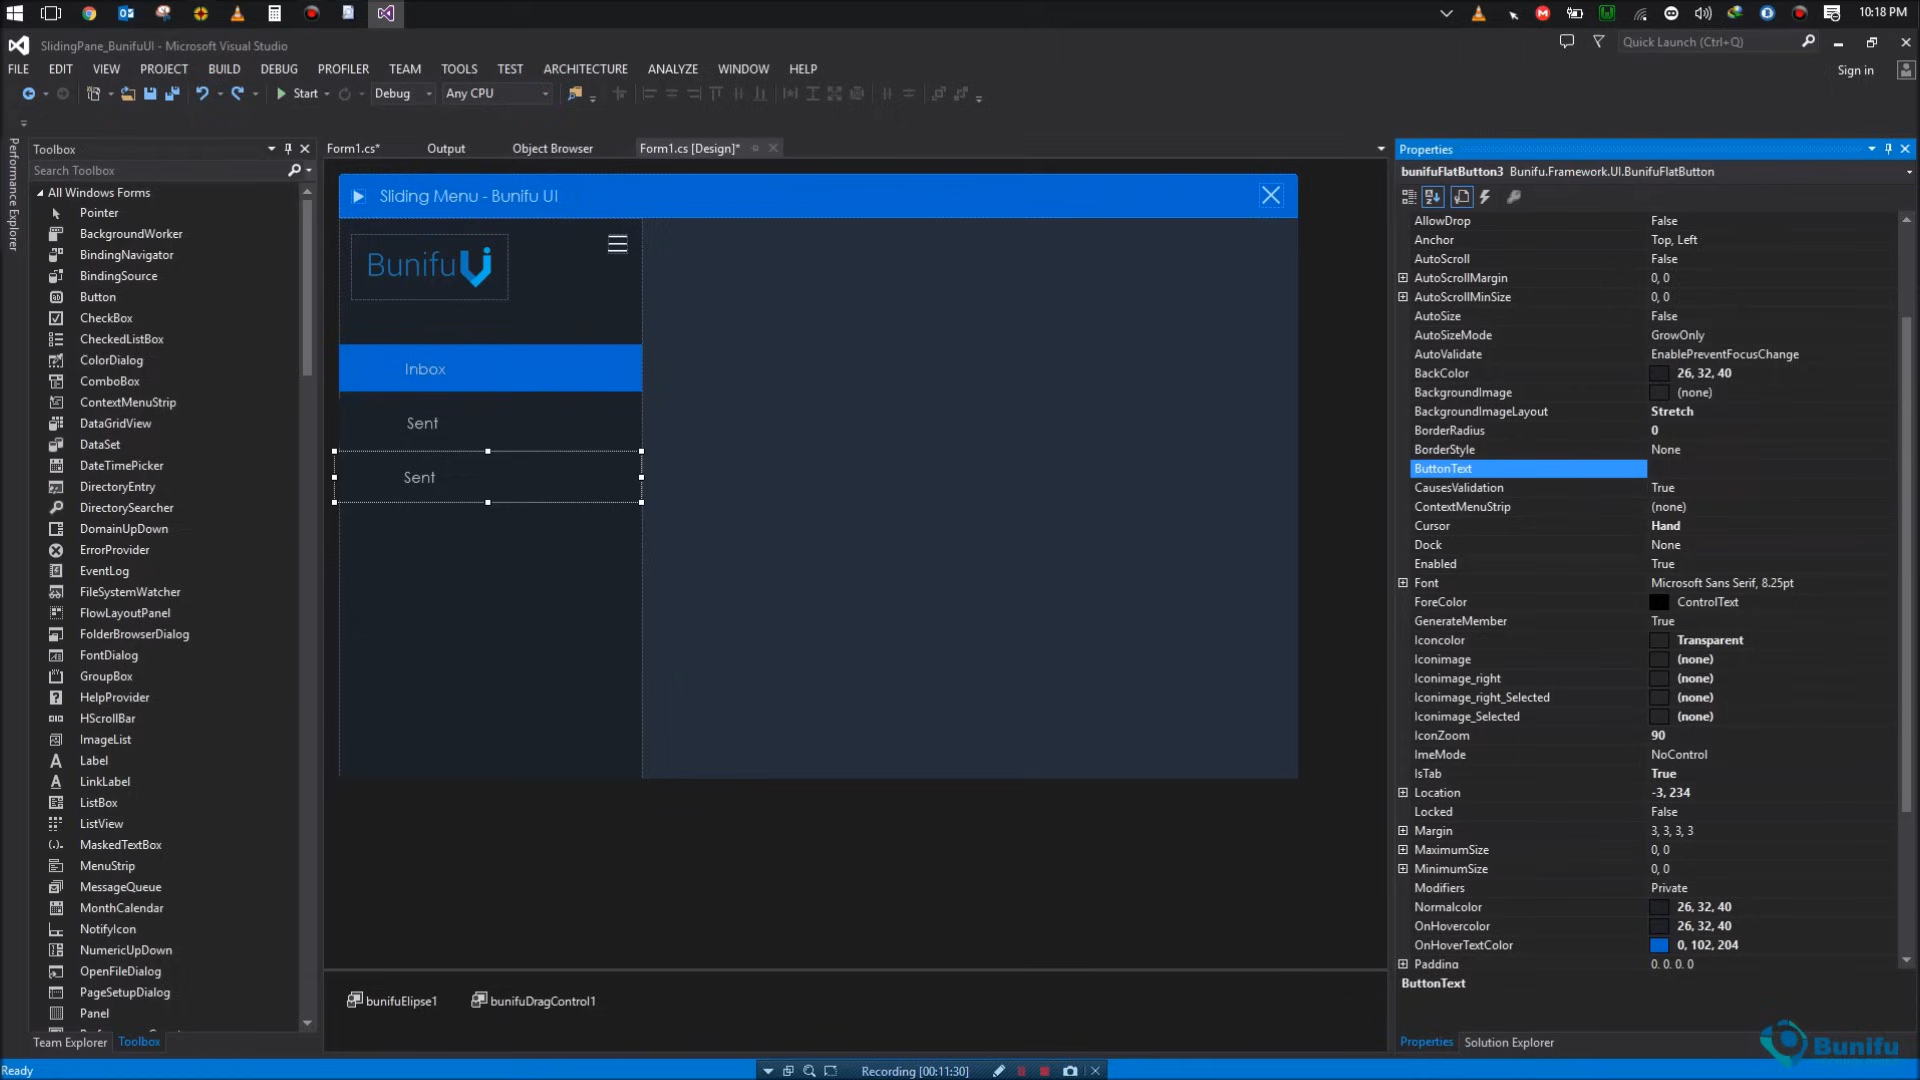 10:18 PM
SlidingPane_BunifuUI - Microsoft Visual Studio
Quick Launch (Ctrl+Q)
FILE EDIT VIEW PROJECT BUILD DEBUG PROFILER TEAM TOOLS TEST ARCHITECTURE ANALYZE WINDOW HELP
Sign in
Start Debug Any CPU
Performance Explorer
Toolbox
Search Toolbox
All Windows Forms
Pointer
BackgroundWorker
BindingNavigator
BindingSource
Button
CheckBox
CheckedListBox
ColorDialog
ComboBox
ContextMenuStrip
DataGridView
DataSet
DateTimePicker
DirectoryEntry
DirectorySearcher
DomainUpDown
ErrorProvider
EventLog
FileSystemWatcher
FlowLayoutPanel
FolderBrowserDialog
FontDialog
GroupBox
HelpProvider
HScrollBar
ImageList
Label
LinkLabel
ListBox
ListView
MaskedTextBox
MenuStrip
MessageQueue
MonthCalendar
NotifyIcon
NumericUpDown
OpenFileDialog
PageSetupDialog
Panel
Team Explorer Toolbox
Form1.cs* Output Object Browser Form1.cs [Design]*
Sliding Menu - Bunifu UI
Bunifu
Inbox
Sent
Sent
bunifuElipse1 bunifuDragControl1
Properties
bunifuFlatButton3 Bunifu.Framework.UI.BunifuFlatButton
AllowDrop False
Anchor Top, Left
AutoScroll False
AutoScrollMargin 0, 0
AutoScrollMinSize 0, 0
AutoSize False
AutoSizeMode GrowOnly
AutoValidate EnablePreventFocusChange
BackColor 26, 32, 40
BackgroundImage (none)
BackgroundImageLayout Stretch
BorderRadius 0
BorderStyle None
ButtonText
CausesValidation True
ContextMenuStrip (none)
Cursor Hand
Dock None
Enabled True
Font Microsoft Sans Serif, 8.25pt
ForeColor ControlText
GenerateMember True
Iconcolor Transparent
Iconimage (none)
Iconimage_right (none)
Iconimage_right_Selected (none)
Iconimage_Selected (none)
IconZoom 90
ImeMode NoControl
IsTab True
Location -3, 234
Locked False
Margin 3, 3, 3, 3
MaximumSize 0, 0
MinimumSize 0, 0
Modifiers Private
Normalcolor 26, 32, 40
OnHovercolor 26, 32, 40
OnHoverTextColor 0, 102, 204
Padding 0, 0, 0, 0
ButtonText
Properties Solution Explorer
Bunifu
Ready
Recording [00:11:30]